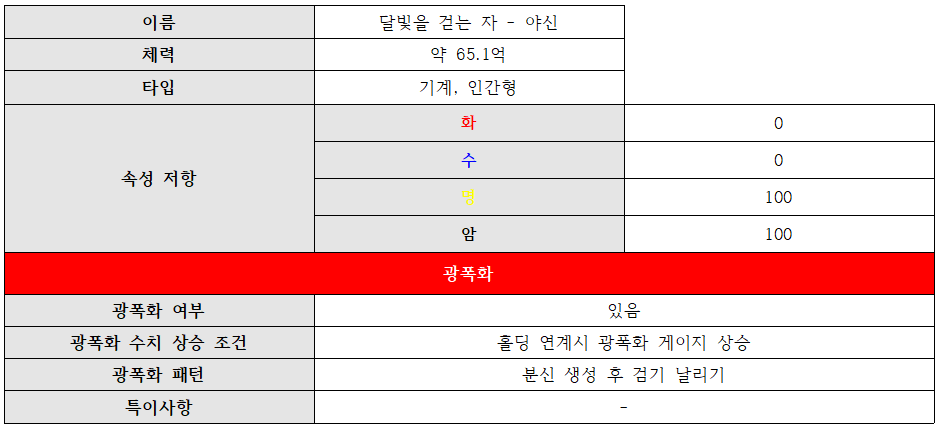 이름 달빛을 걷는 자 - 야신
체력 약 65.1억
타입 기계, 인간형
속성 저항
화 0
수 0
명 100
암 100
광폭화
광폭화 여부 있음
광폭화 수치 상승 조건 홀딩 연계시 광폭화 게이지 상승
광폭화 패턴 분신 생성 후 검기 날리기
특이사항 -